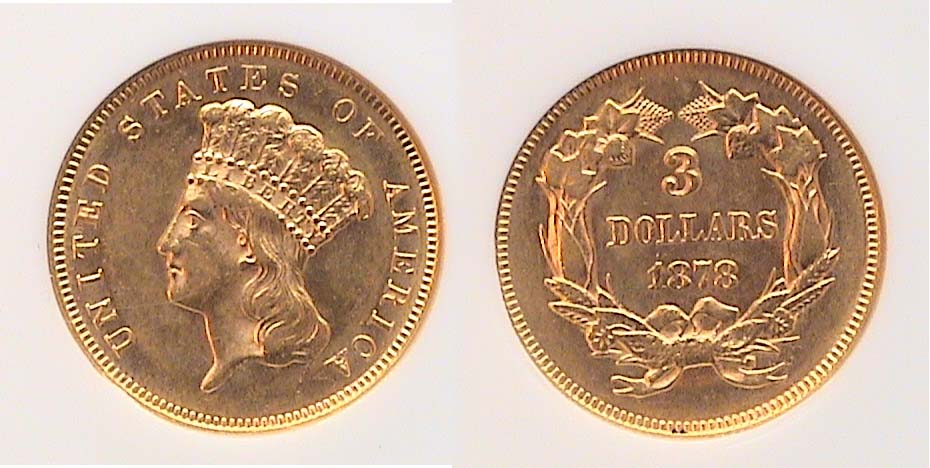 UNITED STATES OF AMERICA
LIBERTY
3
DOLLARS
1878